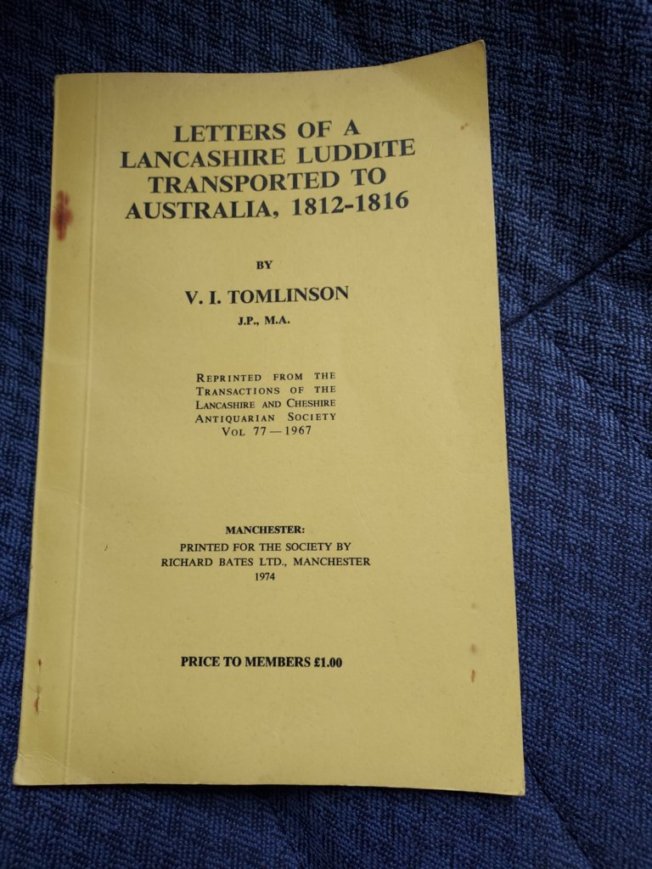 LETTERS OF A
LANCASHIRE LUDDITE
TRANSPORTED TO
AUSTRALIA, 1812-1816
BY
V. I. TOMLINSON
J.P., M.A.
REPRINTED FROM THE
TRANSACTIONS OF THE
LANCASHIRE AND CHESHIRE
ANTIQUARIAN SOCIETY
VOL 77 — 1967
MANCHESTER:
PRINTED FOR THE SOCIETY BY
RICHARD BATES LTD., MANCHESTER
1974
PRICE TO MEMBERS £1.00